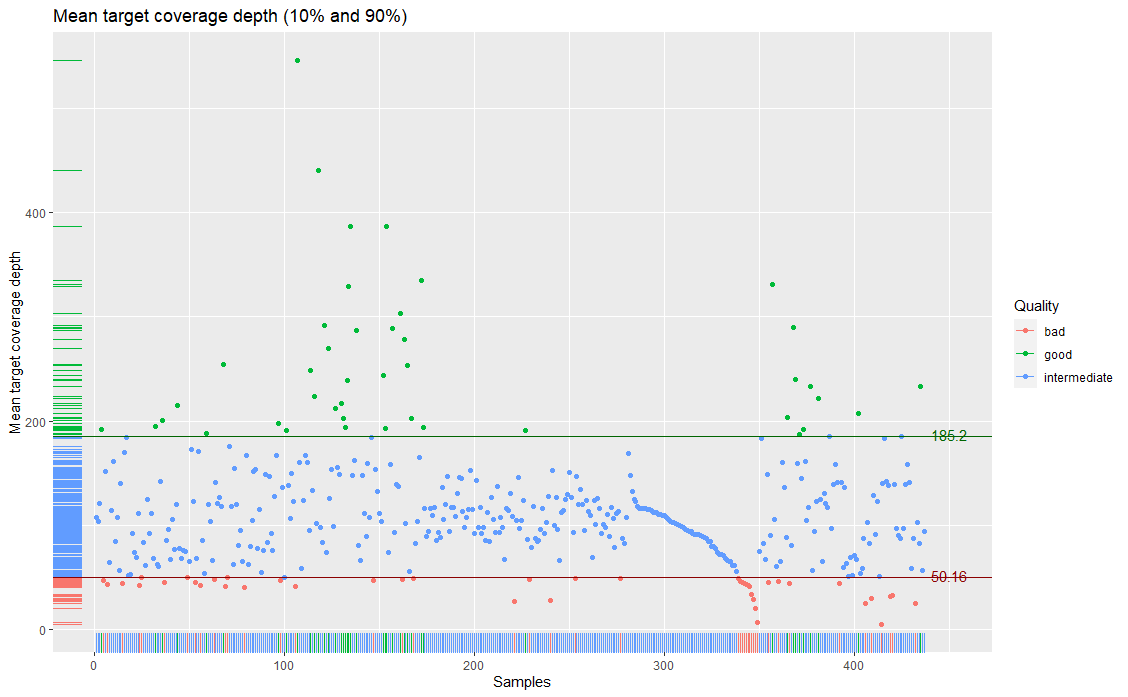 Mean target coverage depth (10% and 90%)
Mean target coverage depth
400
200
0
185.2
50.16
0
100
200
300
400
Samples
Quality
bad
good
intermediate